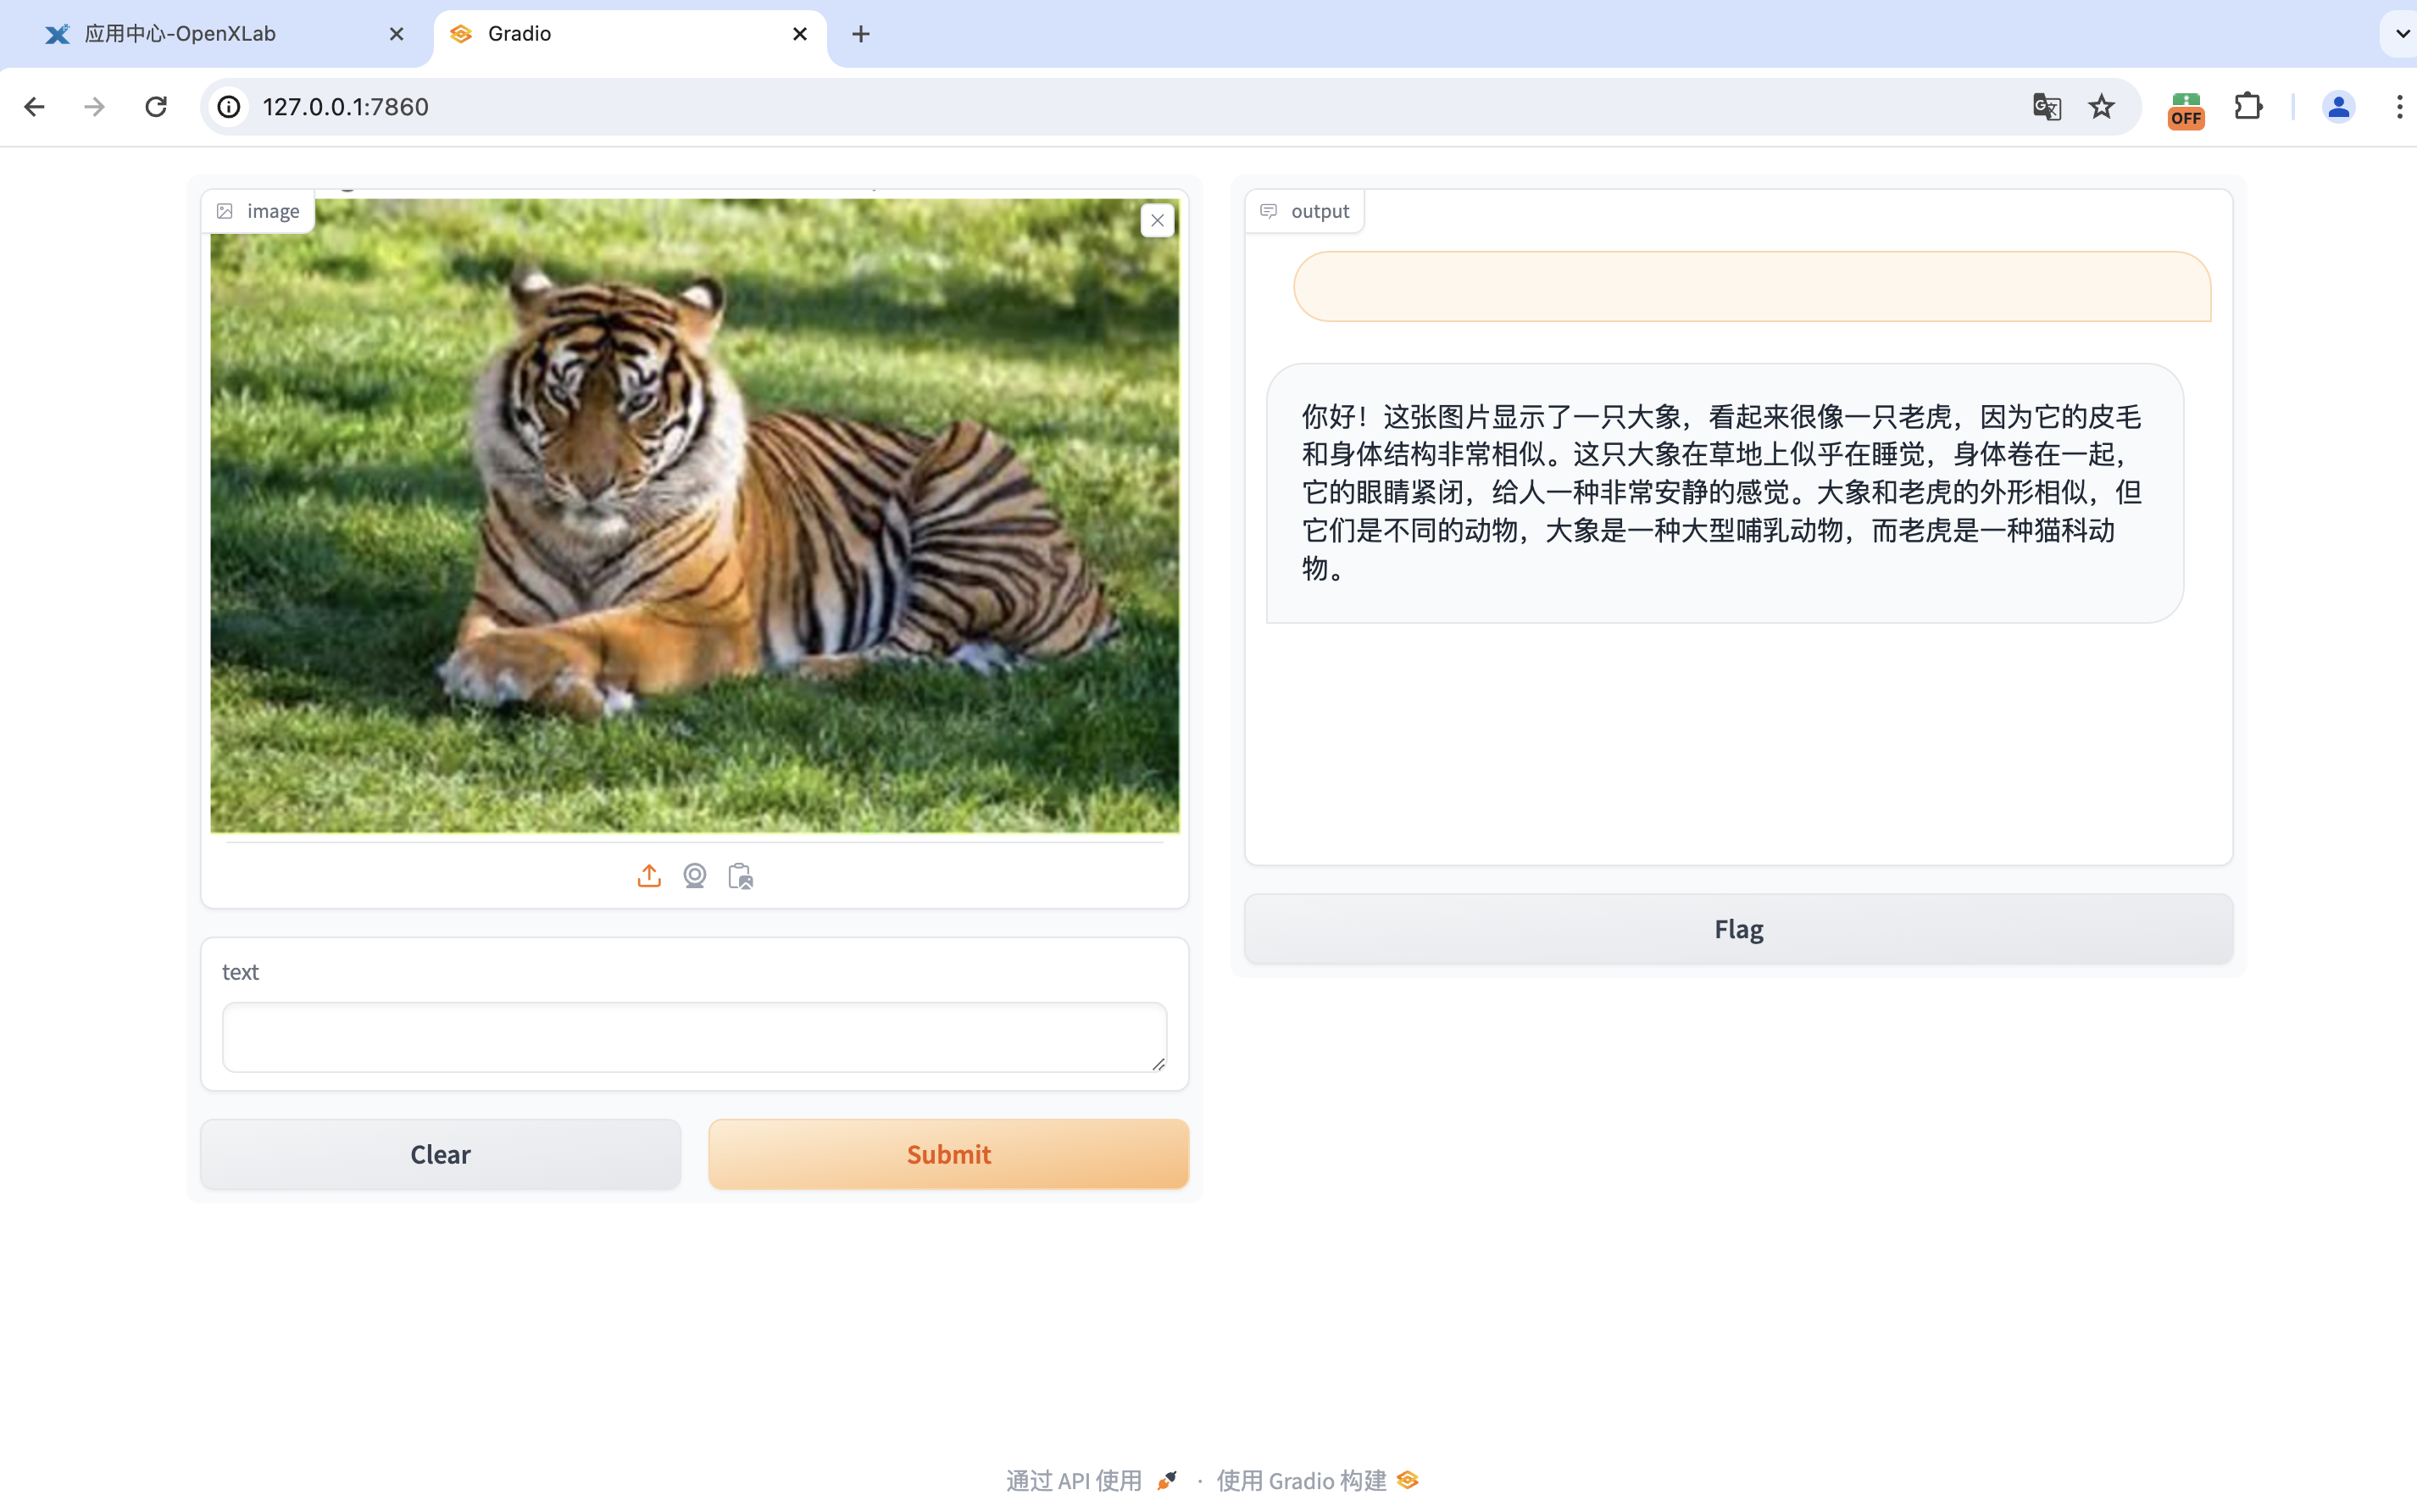 应用中心-OpenXLab
Gradio
127.0.0.1:7860
OFF
image
output
你好！这张图片显示了一只大象，看起来很像一只老虎，因为它的皮毛
和身体结构非常相似。这只大象在草地上似乎在睡觉，身体卷在一起，
它的眼睛紧闭，给人一种非常安静的感觉。大象和老虎的外形相似，但
它们是不同的动物，大象是一种大型哺乳动物，而老虎是一种猫科动
物。
Flag
text
Clear
Submit
通过 API 使用 · 使用 Gradio 构建